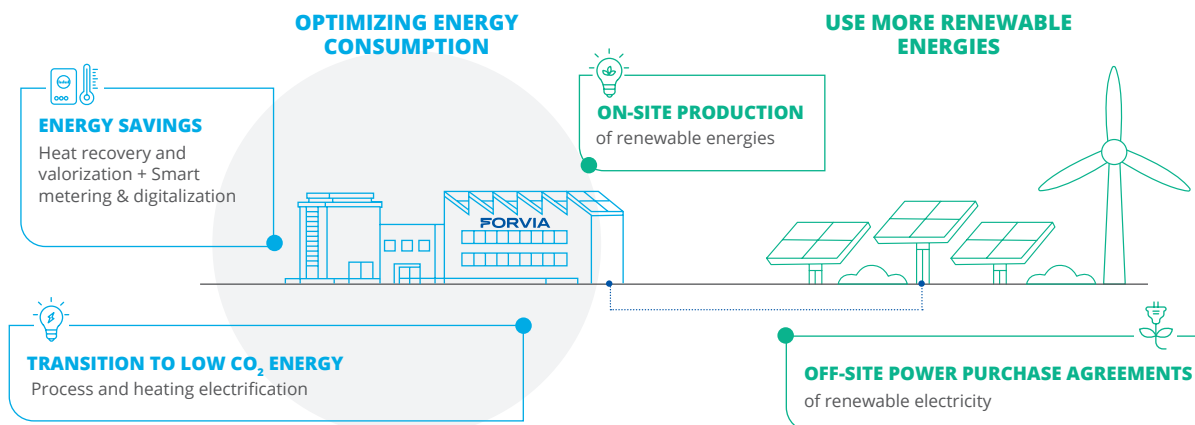 OPTIMIZING ENERGY
CONSUMPTION
USE MORE RENEWABLE
ENERGIES
ENERGY SAVINGS
Heat recovery and
valorization + Smart
metering & digitalization
ON-SITE PRODUCTION
of renewable energies
FORVIA
TRANSITION TO LOW CO₂ ENERGY
Process and heating electrification
OFF-SITE POWER PURCHASE AGREEMENTS
of renewable electricity